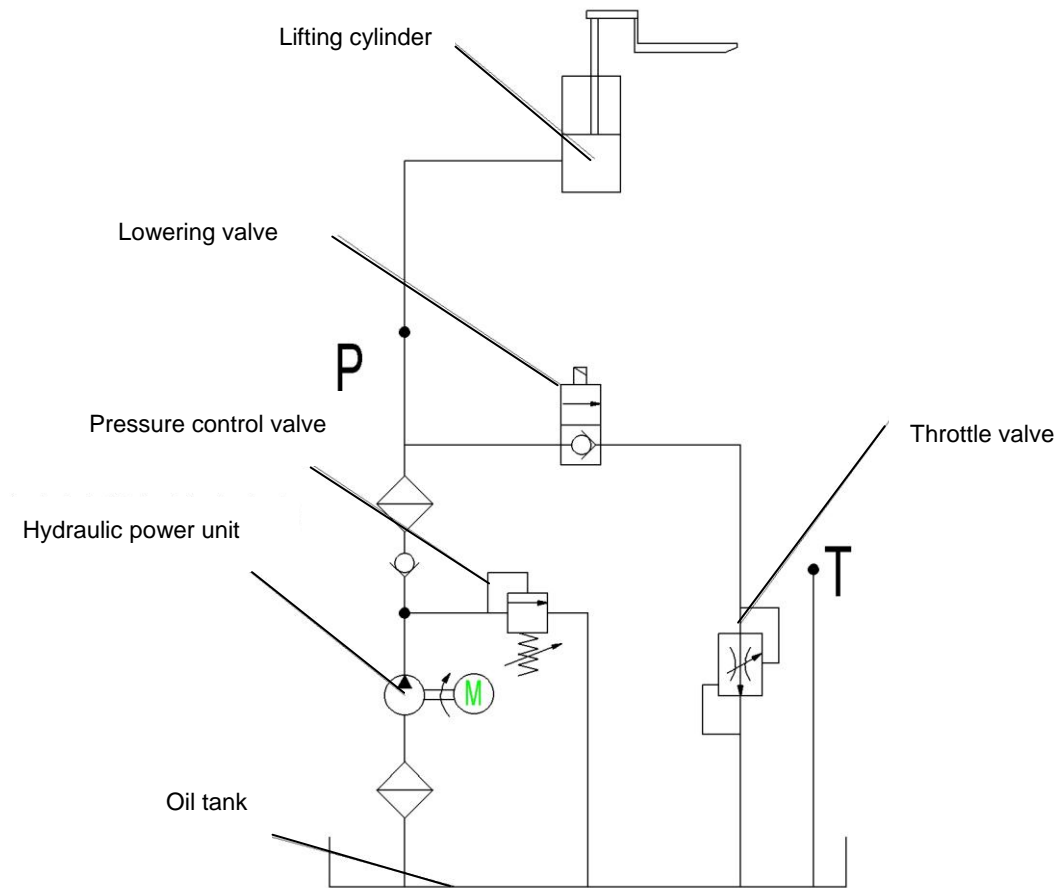 Lifting cylinder
Lowering valve
P
Pressure control valve
Throttle valve
Hydraulic power unit
T
M
Oil tank